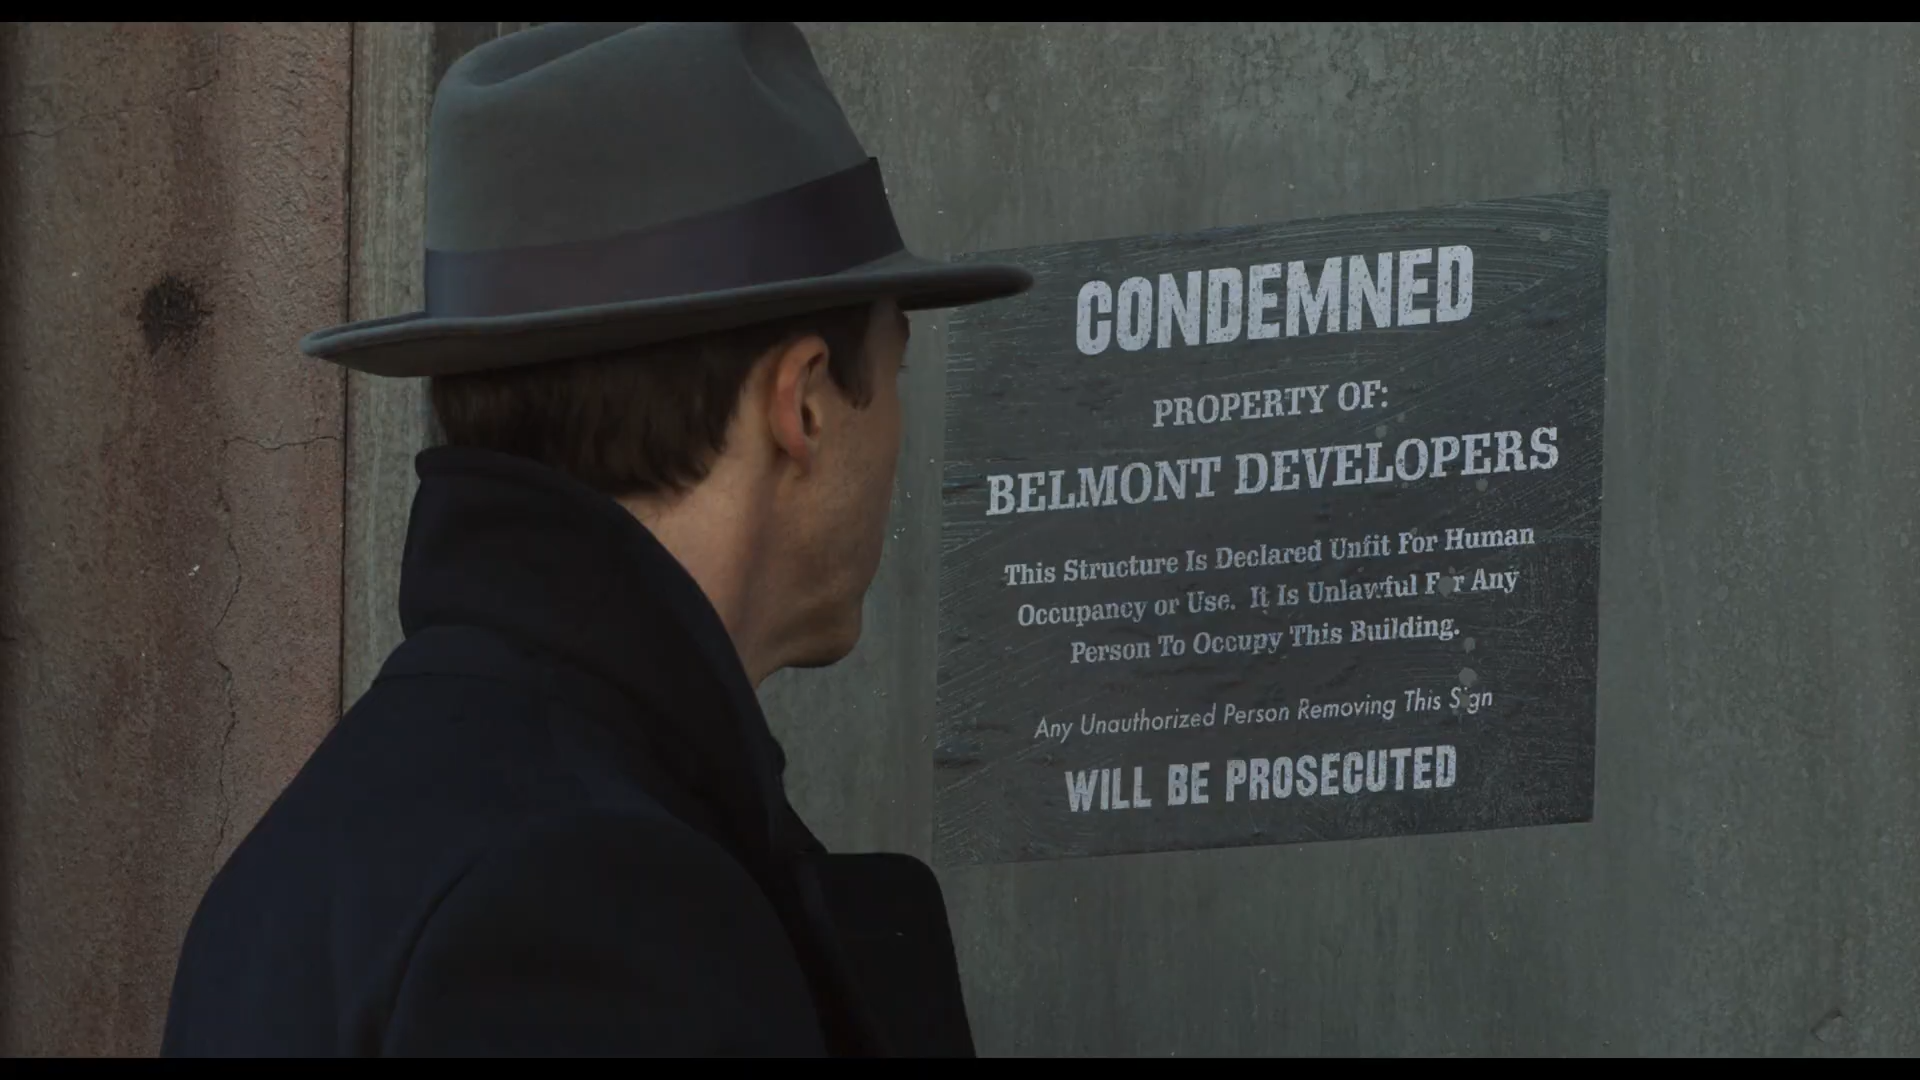 CONDEMNED
PROPERTY OF:
BELMONT DEVELOPERS
This Structure Is Declared Unfit For Human
Occupancy or Use. It Is Unlawful For Any
Person To Occupy This Building.
Any Unauthorized Person Removing This Sign
WILL BE PROSECUTED